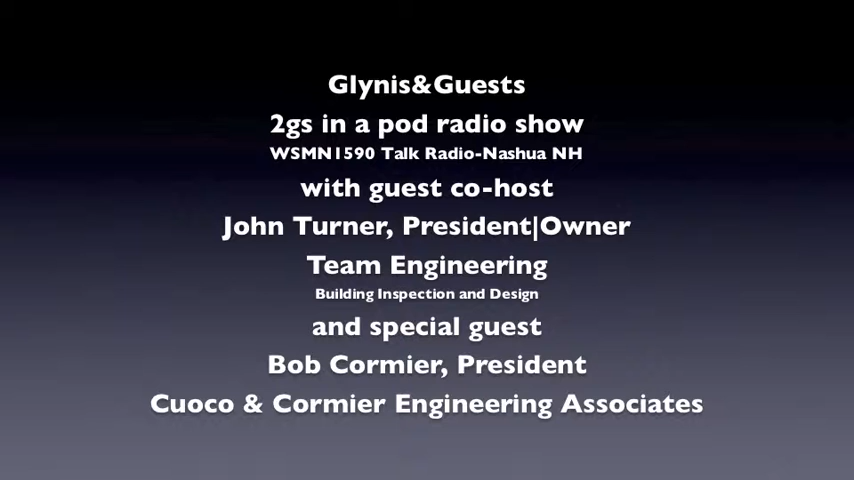 Glynis&Guests
2gs in a pod radio show
WSMN1590 Talk Radio-Nashua NH
with guest co-host
John Turner, President|Owner
Team Engineering
Building Inspection and Design
and special guest
Bob Cormier, President
Cuoco & Cormier Engineering Associates